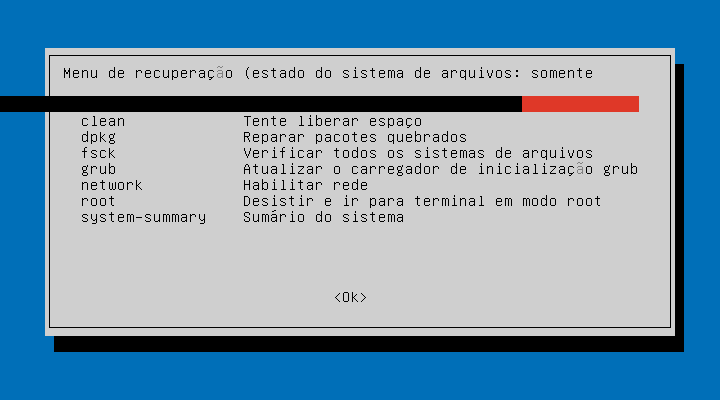 Menu de recuperação (estado do sistema de arquivos: somente
clean Tente liberar espaço
dpkg Reparar pacotes quebrados
fsck Verificar todos os sistemas de arquivos
grub Atualizar o carregador de inicialização grub
network Habilitar rede
root Desistir e ir para terminal em modo root
system-summary Sumário do sistema
<Ok>